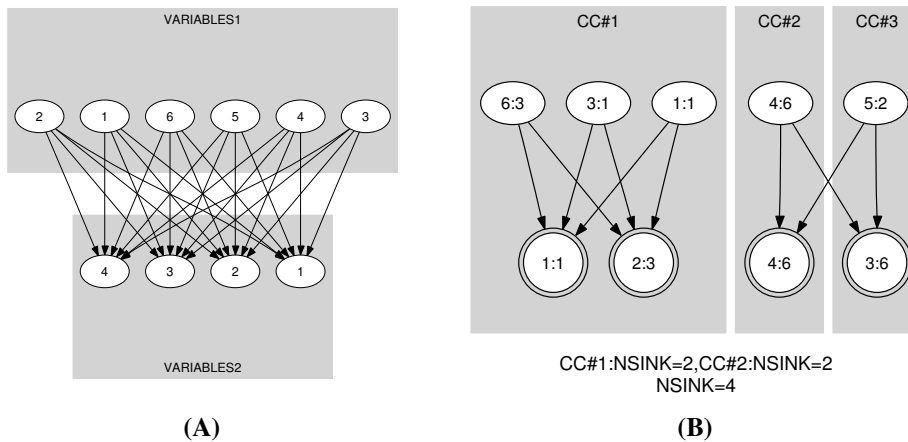 VARIABLES1
2 1 6 5 4 3
4 3 2 1
VARIABLES2
(A)
CC#1 CC#2 CC#3
6:3 3:1 1:1 4:6 5:2
1:1 2:3 4:6 3:6
CC#1:NSINK=2,CC#2:NSINK=2
NSINK=4
(B)